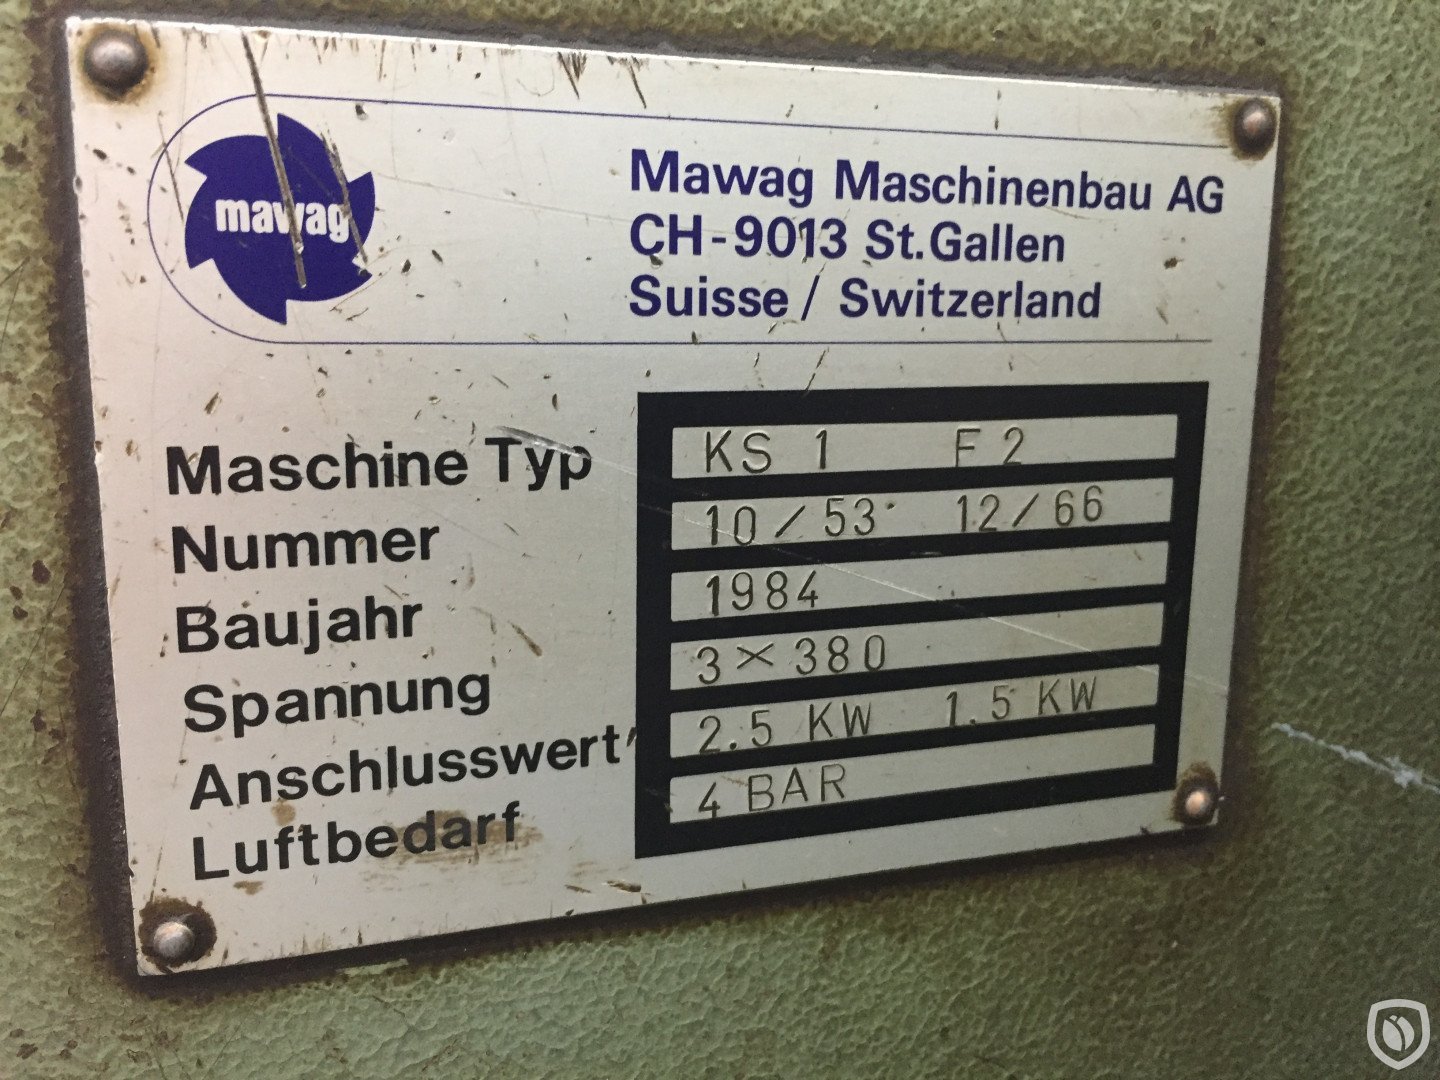 mawag
Mawag Maschinenbau AG
CH-9013 St.Gallen
Suisse / Switzerland
Maschine Typ KS 1 F 2
Nummer 10/53 12/66
Baujahr 1984
Spannung 3×380
Anschlusswert 2.5 KW 1.5 KW
Luftbedarf 4 BAR